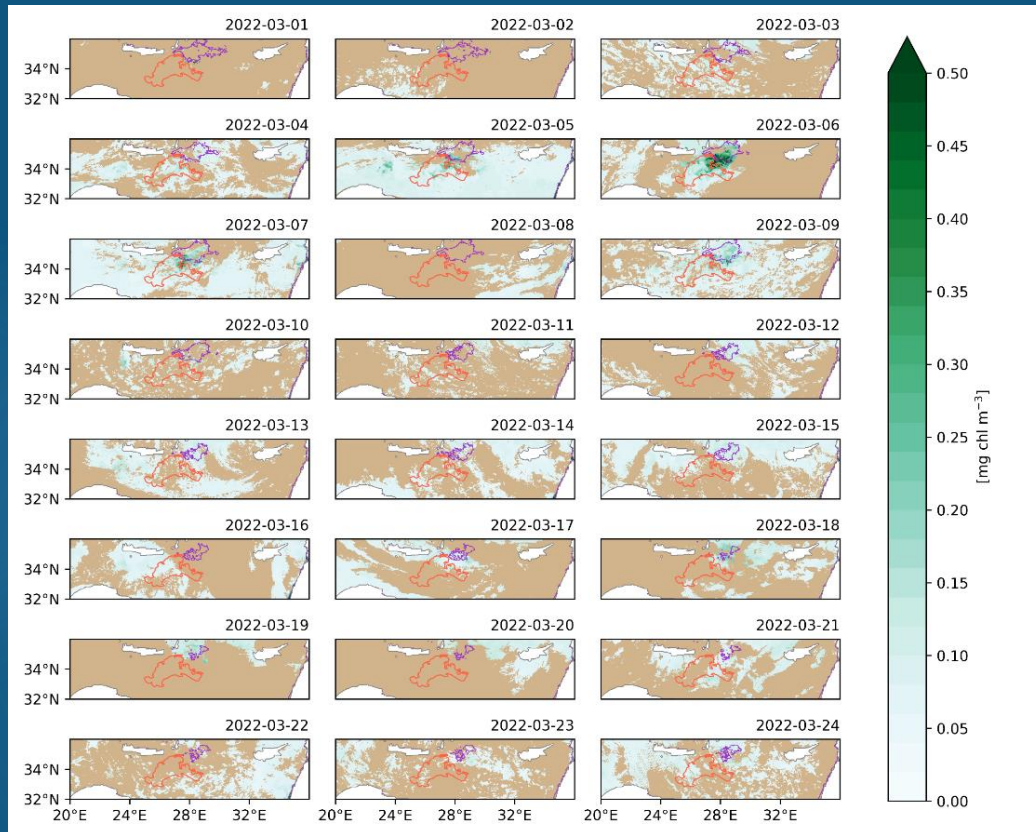 2022-03-01 2022-03-02 2022-03-03
34°N
32°N
2022-03-04 2022-03-05 2022-03-06
34°N
32°N
2022-03-07 2022-03-08 2022-03-09
34°N
32°N
2022-03-10 2022-03-11 2022-03-12
34°N
32°N
2022-03-13 2022-03-14 2022-03-15
34°N
32°N
2022-03-16 2022-03-17 2022-03-18
34°N
32°N
2022-03-19 2022-03-20 2022-03-21
34°N
32°N
2022-03-22 2022-03-23 2022-03-24
34°N
32°N
20°E 24°E 28°E 32°E 20°E 24°E 28°E 32°E 20°E 24°E 28°E 32°E
0.50
0.45
0.40
0.35
0.30
0.25
0.20
0.15
0.10
0.05
0.00
[mg chl m⁻³]